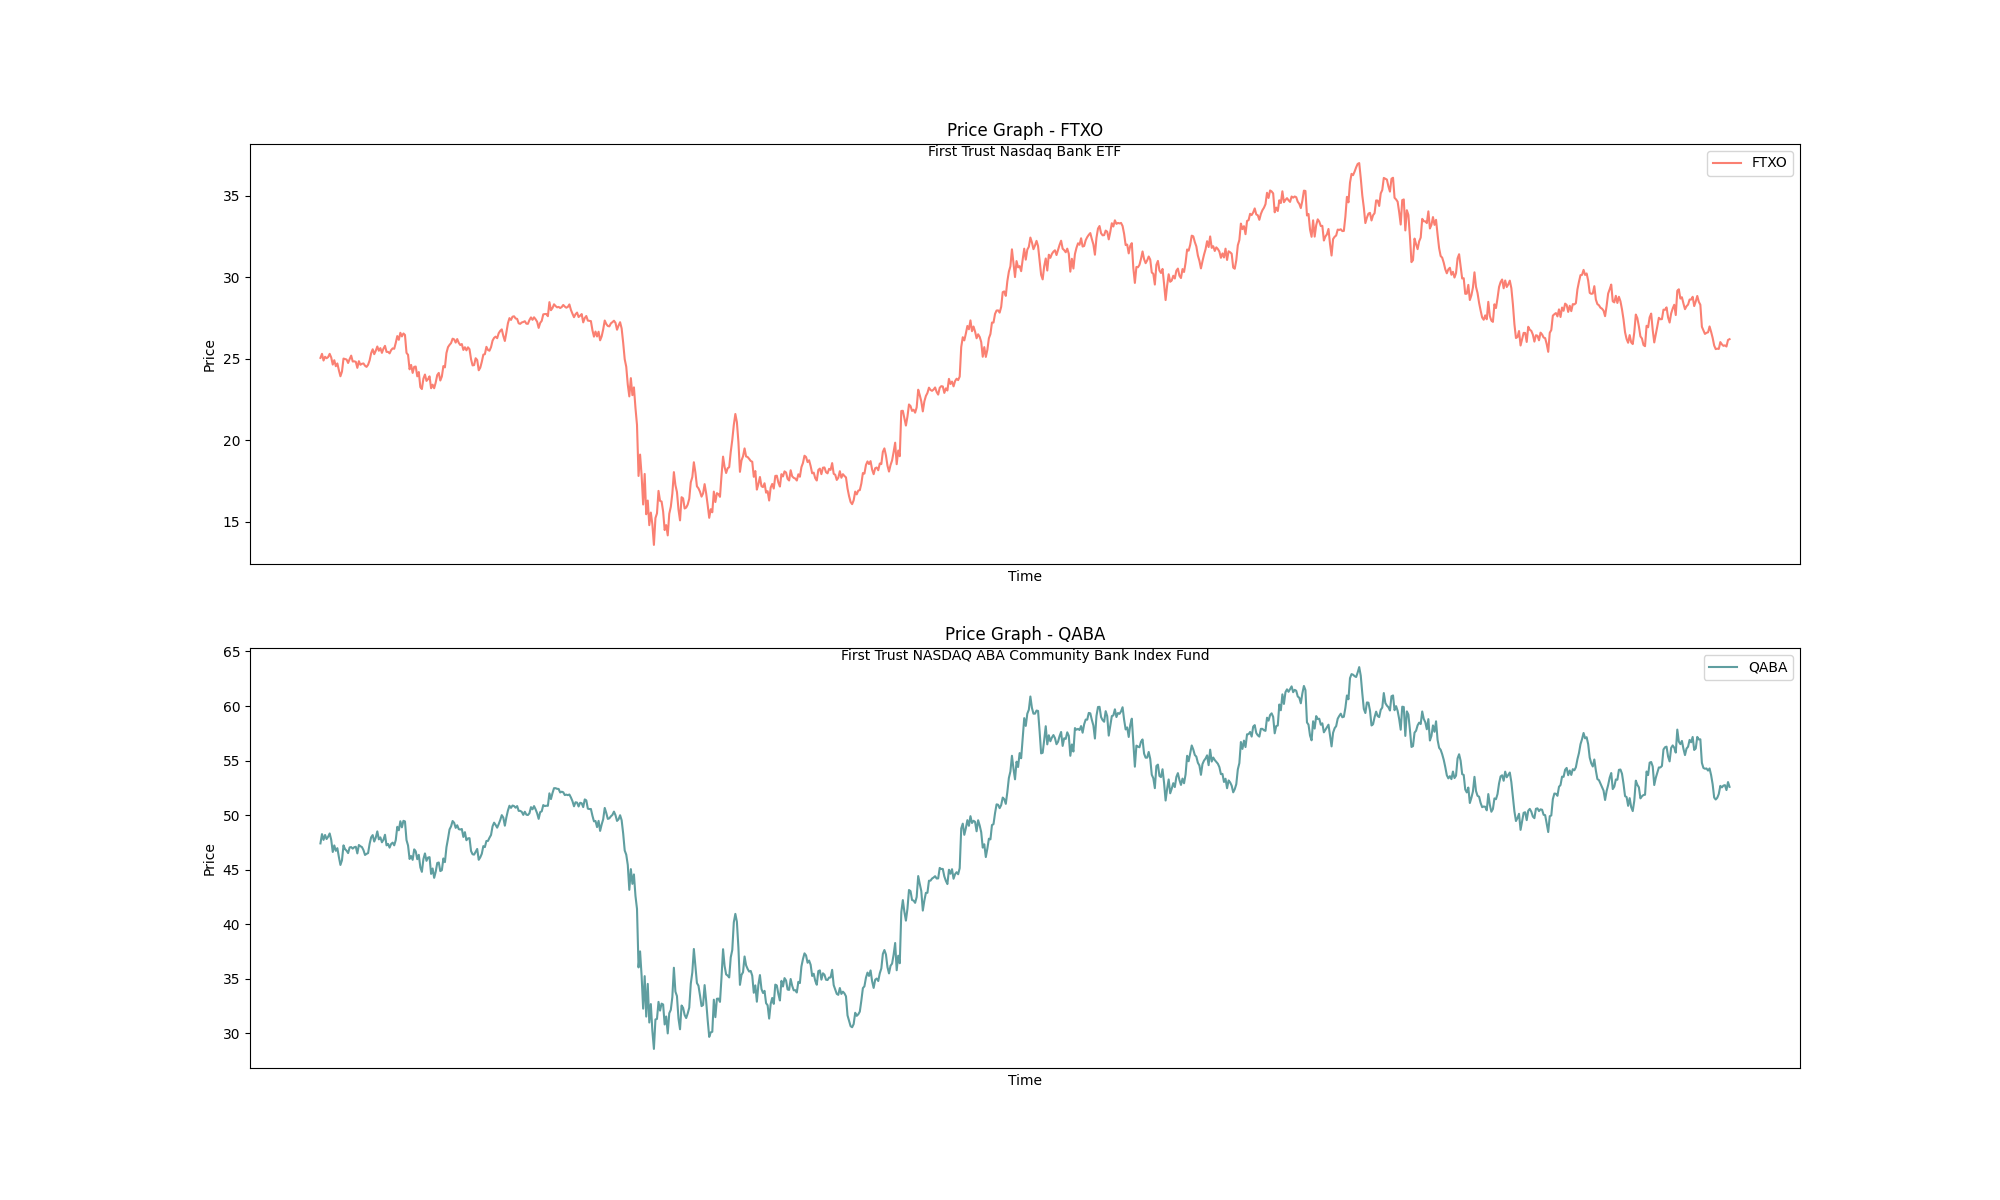 Price Graph - FTXO
First Trust Nasdaq Bank ETF
FTXO
35
30
25
20
15
Price
Time
Price Graph - QABA
First Trust NASDAQ ABA Community Bank Index Fund
QABA
65
60
55
50
45
40
35
30
Price
Time